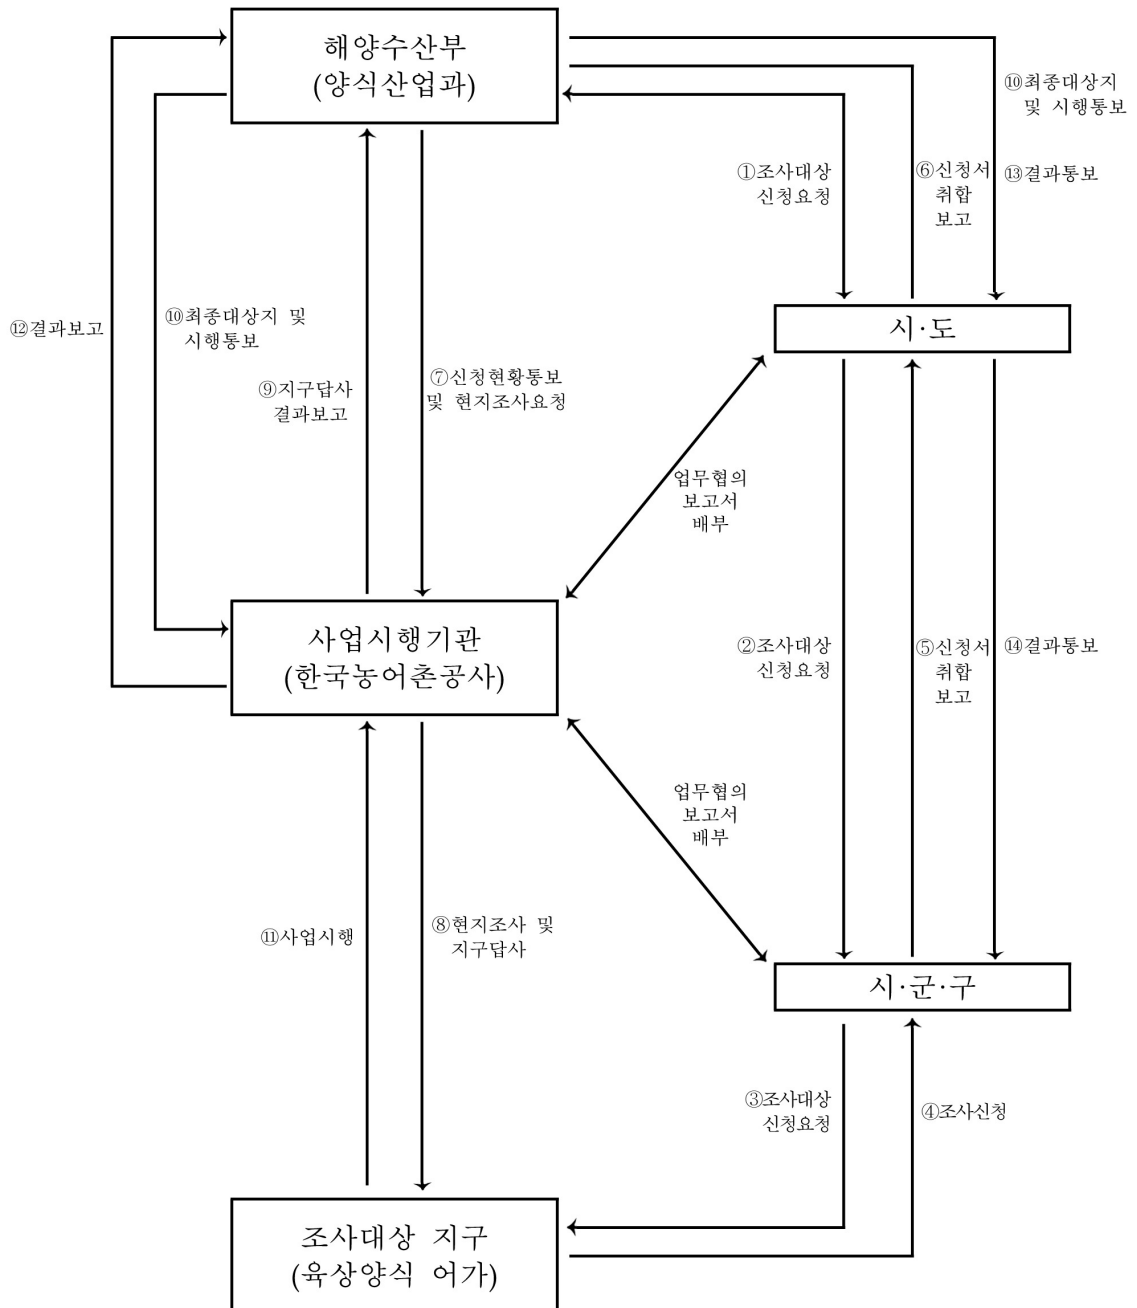 해양수산부
(양식산업과)
⑩최종대상지
및 시행통보
①조사대상
신청요청
⑥신청서
취합
보고
⑬결과통보
시·도
⑫결과보고
⑩최종대상지 및
시행통보
⑨지구답사
결과보고
⑦신청현황통보
및 현지조사요청
업무협의
보고서
배부
사업시행기관
(한국농어촌공사)
②조사대상
신청요청
⑤신청서
취합
보고
⑭결과통보
업무협의
보고서
배부
⑪사업시행
⑧현지조사 및
지구답사
시·군·구
③조사대상
신청요청
④조사신청
조사대상 지구
(육상양식 어가)